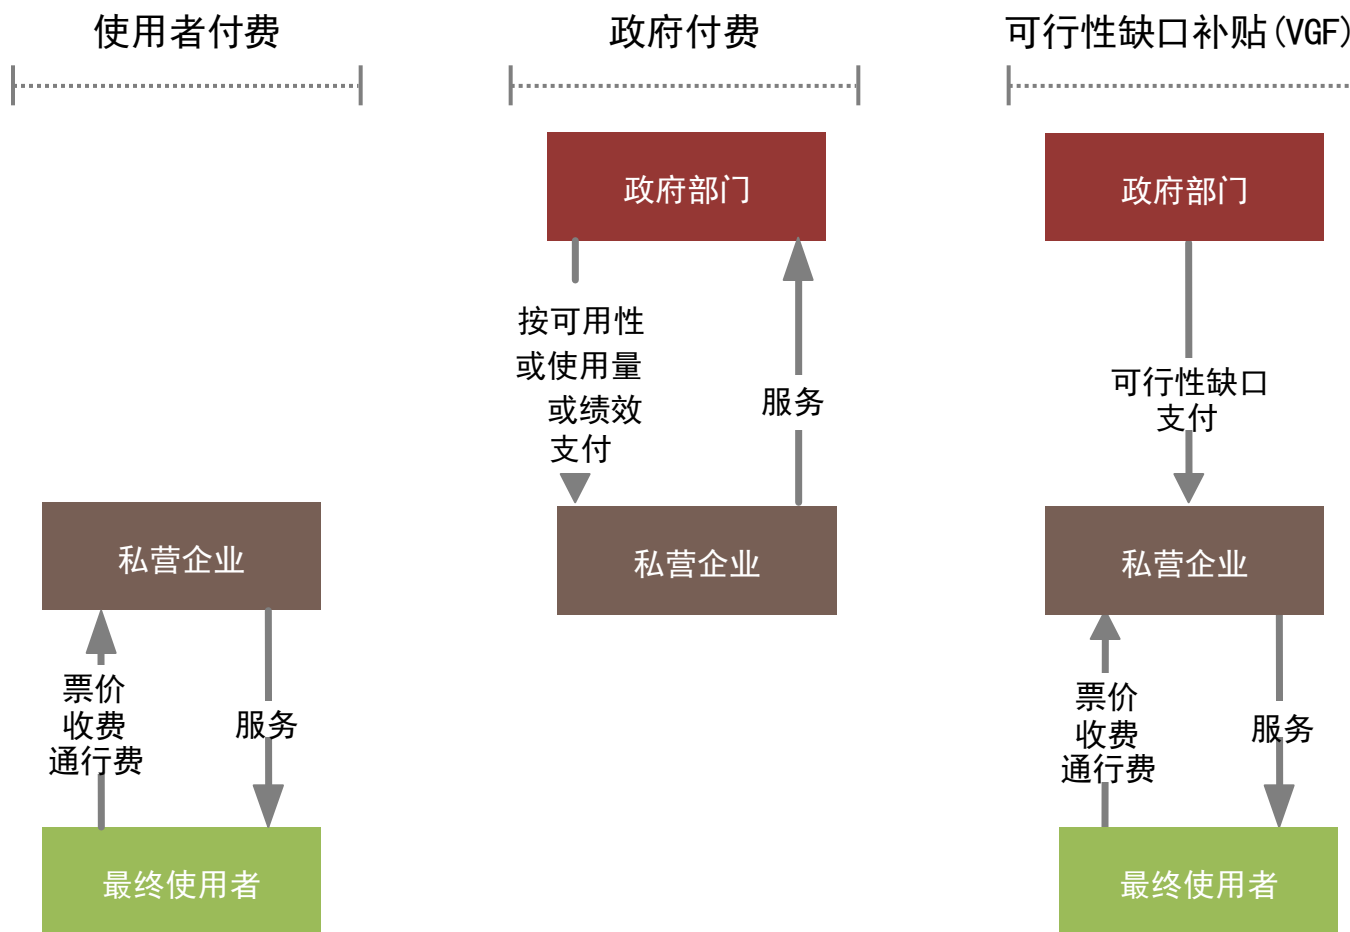 使用者付费
政府付费
可行性缺口补贴(VGF)
政府部门
政府部门
按可用性
或使用量
或绩效
支付
服务
可行性缺口
支付
私营企业
私营企业
私营企业
票价
收费
通行费
服务
票价
收费
通行费
服务
最终使用者
最终使用者